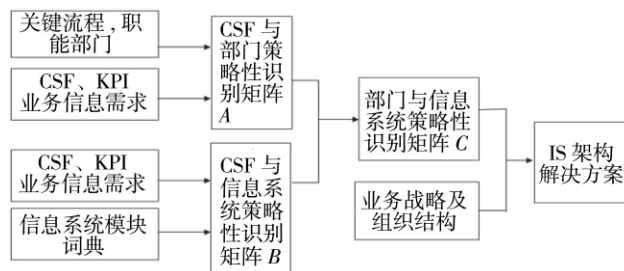 关键流程，职
能部门
CSF、KPI
业务信息需求
CSF 与
部门策
略性识
别矩阵
A
CSF、KPI
业务信息需求
信息系统模块
词典
CSF 与
信息系
统策略
性识别
矩阵 B
部门与信息
系统策略性
识别矩阵 C
业务战略及
组织结构
IS 架构
解决方案